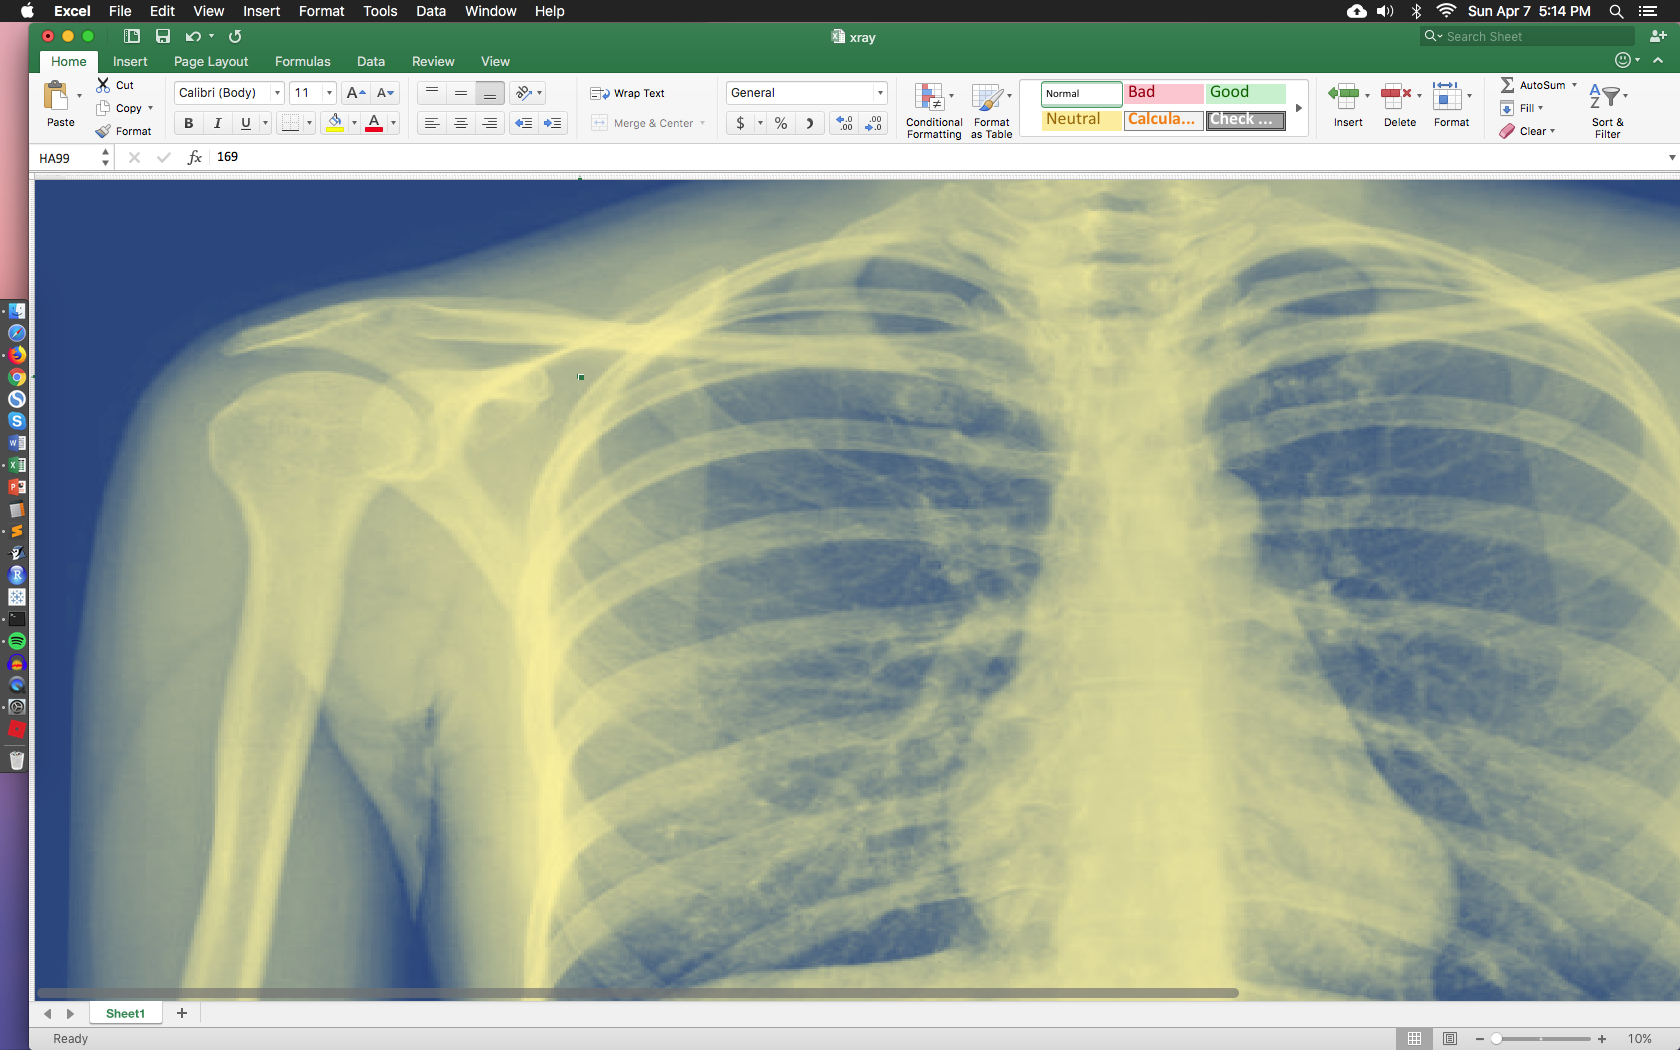 Excel File Edit View Insert Format Tools Data Window Help Sun Apr 7 5:14 PM
xray Search Sheet
Home Insert Page Layout Formulas Data Review View
Paste Cut Calibri (Body) 11 A A Wrap Text General Conditional Formatting Format as Table Normal Bad Good Insert Delete Format AutoSum Sort & Filter
Copy Fill
Format B I U A Merge & Center $ % Neutral Calcula... Check ... Clear
HA99 fx 169
Sheet1 +
Ready 10%